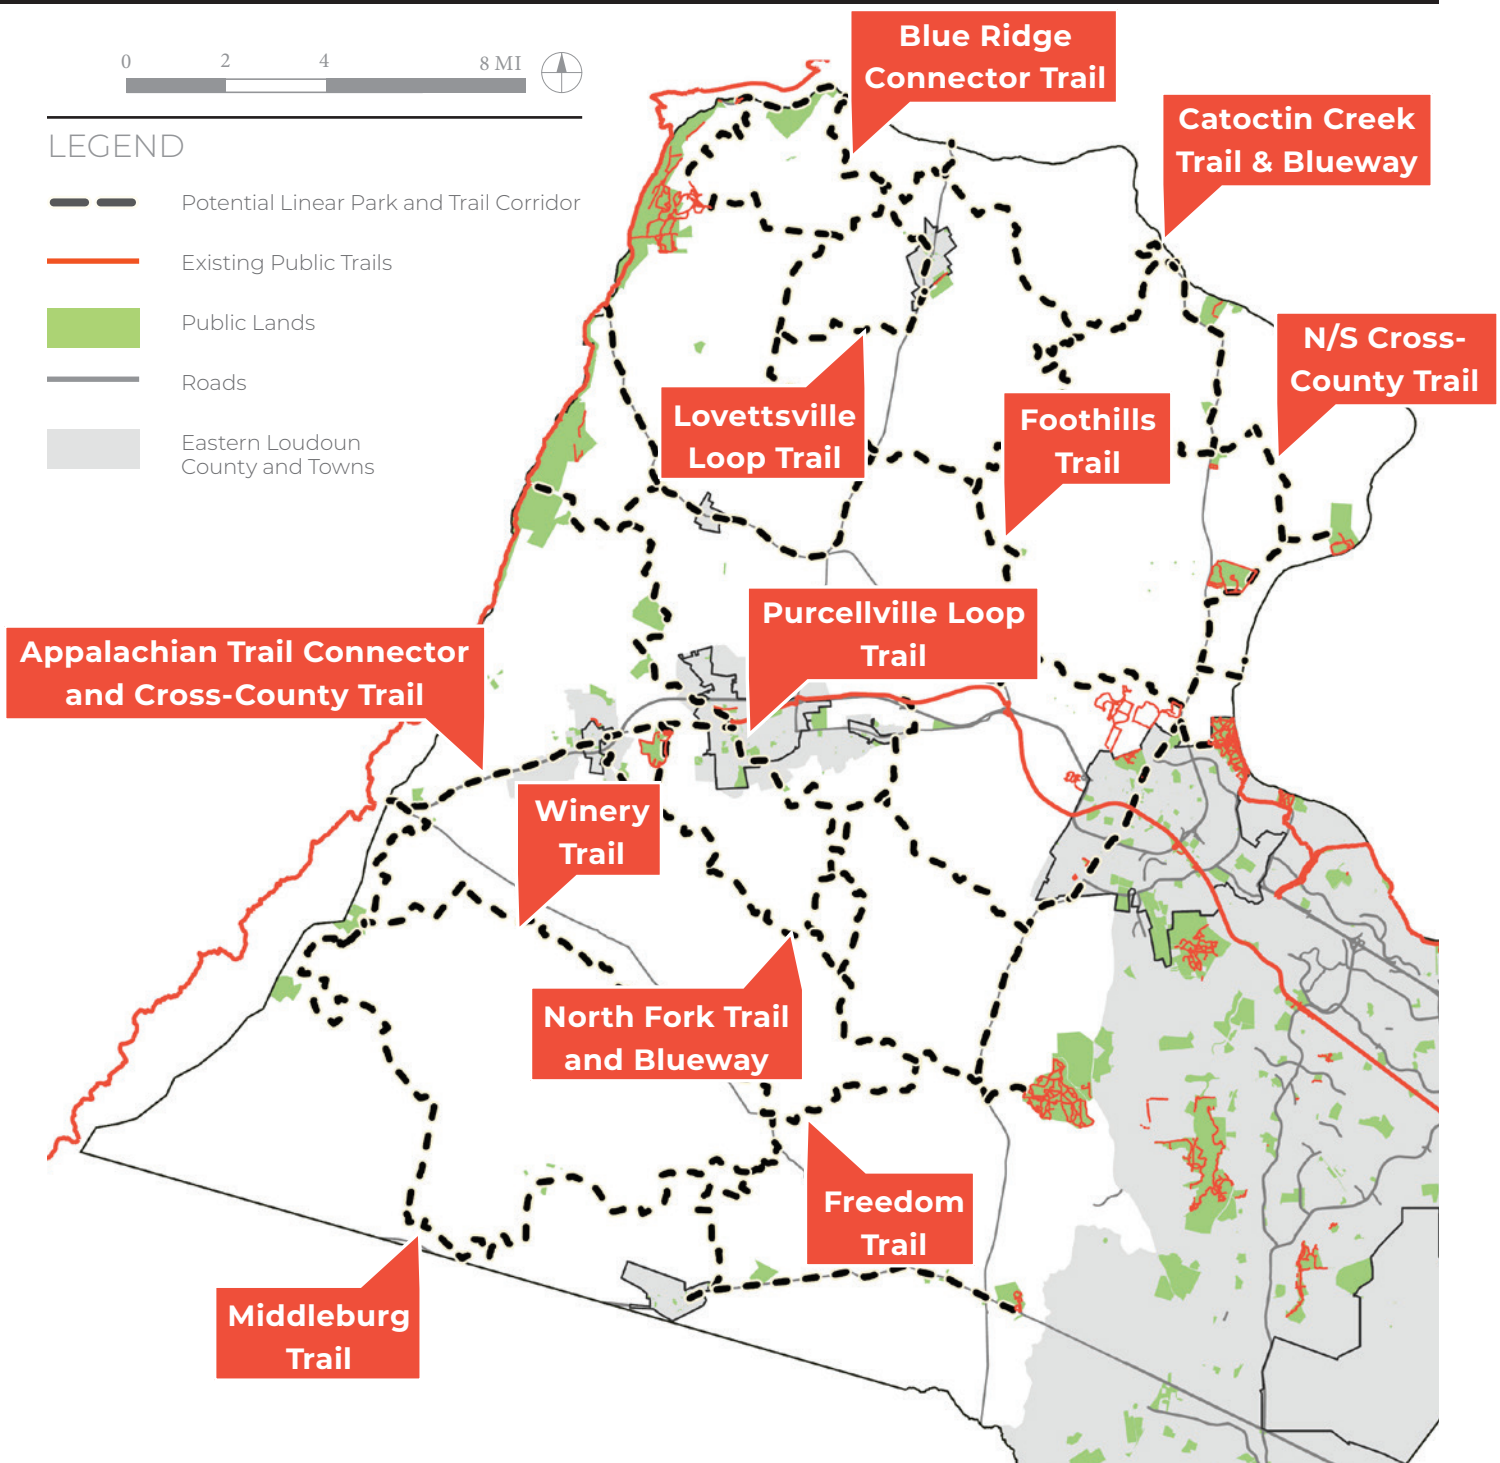 0 2 4 8 MI
LEGEND
Potential Linear Park and Trail Corridor
Existing Public Trails
Public Lands
Roads
Eastern Loudoun
County and Towns
Blue Ridge
Connector Trail
Catoctin Creek
Trail & Blueway
N/S Cross-
County Trail
Lovettsville
Loop Trail
Foothills
Trail
Purcellville Loop
Trail
Appalachian Trail Connector
and Cross-County Trail
Winery
Trail
North Fork Trail
and Blueway
Freedom
Trail
Middleburg
Trail